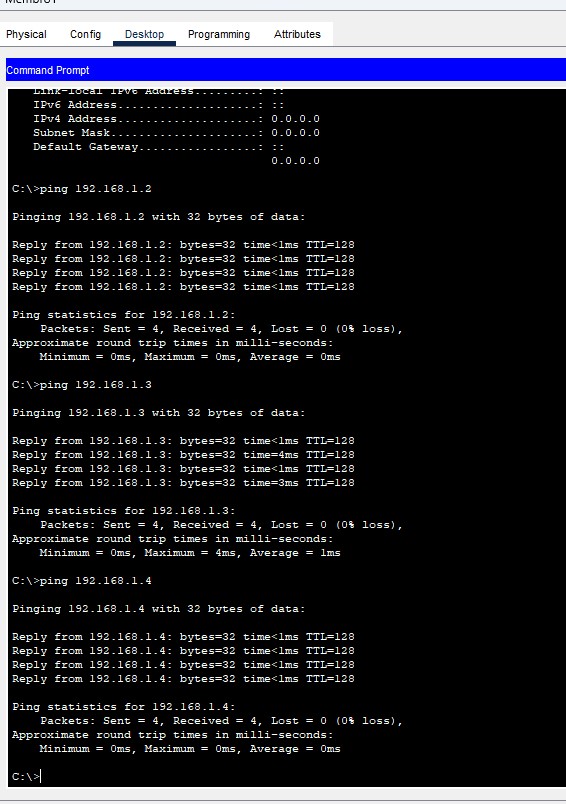 Physical Config Desktop Programming Attributes
Command Prompt
Link-local IPv6 Address.........: ::
IPv6 Address....................: ::
IPv4 Address....................: 0.0.0.0
Subnet Mask.....................: 0.0.0.0
Default Gateway.................: ::
0.0.0.0
C:\>ping 192.168.1.2
Pinging 192.168.1.2 with 32 bytes of data:
Reply from 192.168.1.2: bytes=32 time<1ms TTL=128
Reply from 192.168.1.2: bytes=32 time<1ms TTL=128
Reply from 192.168.1.2: bytes=32 time<1ms TTL=128
Reply from 192.168.1.2: bytes=32 time<1ms TTL=128
Ping statistics for 192.168.1.2:
Packets: Sent = 4, Received = 4, Lost = 0 (0% loss),
Approximate round trip times in milli-seconds:
Minimum = 0ms, Maximum = 0ms, Average = 0ms
C:\>ping 192.168.1.3
Pinging 192.168.1.3 with 32 bytes of data:
Reply from 192.168.1.3: bytes=32 time<1ms TTL=128
Reply from 192.168.1.3: bytes=32 time=4ms TTL=128
Reply from 192.168.1.3: bytes=32 time<1ms TTL=128
Reply from 192.168.1.3: bytes=32 time=3ms TTL=128
Ping statistics for 192.168.1.3:
Packets: Sent = 4, Received = 4, Lost = 0 (0% loss),
Approximate round trip times in milli-seconds:
Minimum = 0ms, Maximum = 4ms, Average = 1ms
C:\>ping 192.168.1.4
Pinging 192.168.1.4 with 32 bytes of data:
Reply from 192.168.1.4: bytes=32 time<1ms TTL=128
Reply from 192.168.1.4: bytes=32 time<1ms TTL=128
Reply from 192.168.1.4: bytes=32 time<1ms TTL=128
Reply from 192.168.1.4: bytes=32 time<1ms TTL=128
Ping statistics for 192.168.1.4:
Packets: Sent = 4, Received = 4, Lost = 0 (0% loss),
Approximate round trip times in milli-seconds:
Minimum = 0ms, Maximum = 0ms, Average = 0ms
C:\>